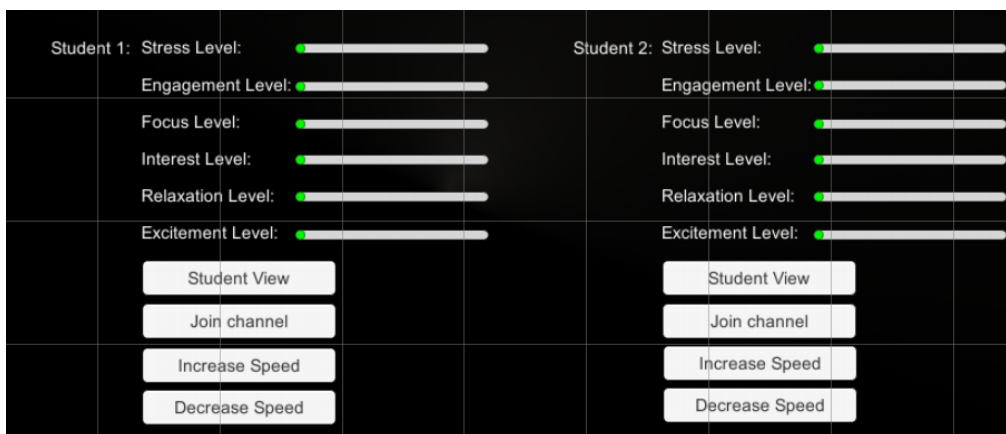 Student 1: Stress Level:
Engagement Level:
Focus Level:
Interest Level:
Relaxation Level:
Excitement Level:
Student View
Join channel
Increase Speed
Decrease Speed
Student 2: Stress Level:
Engagement Level:
Focus Level:
Interest Level:
Relaxation Level:
Excitement Level:
Student View
Join channel
Increase Speed
Decrease Speed